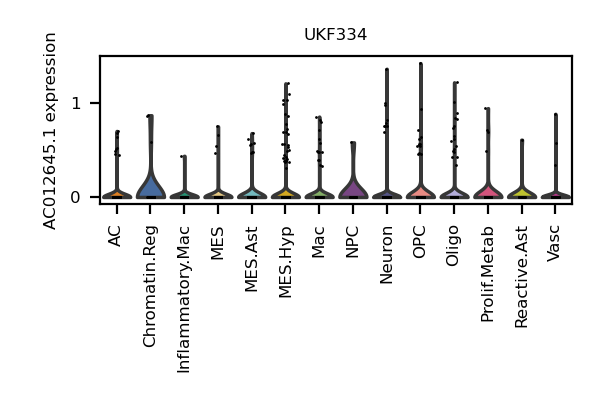 UKF334
AC012645.1 expression
1
0
AC
Chromatin.Reg
Inflammatory.Mac
MES
MES.Ast
MES.Hyp
Mac
NPC
Neuron
OPC
Oligo
Prolif.Metab
Reactive.Ast
Vasc